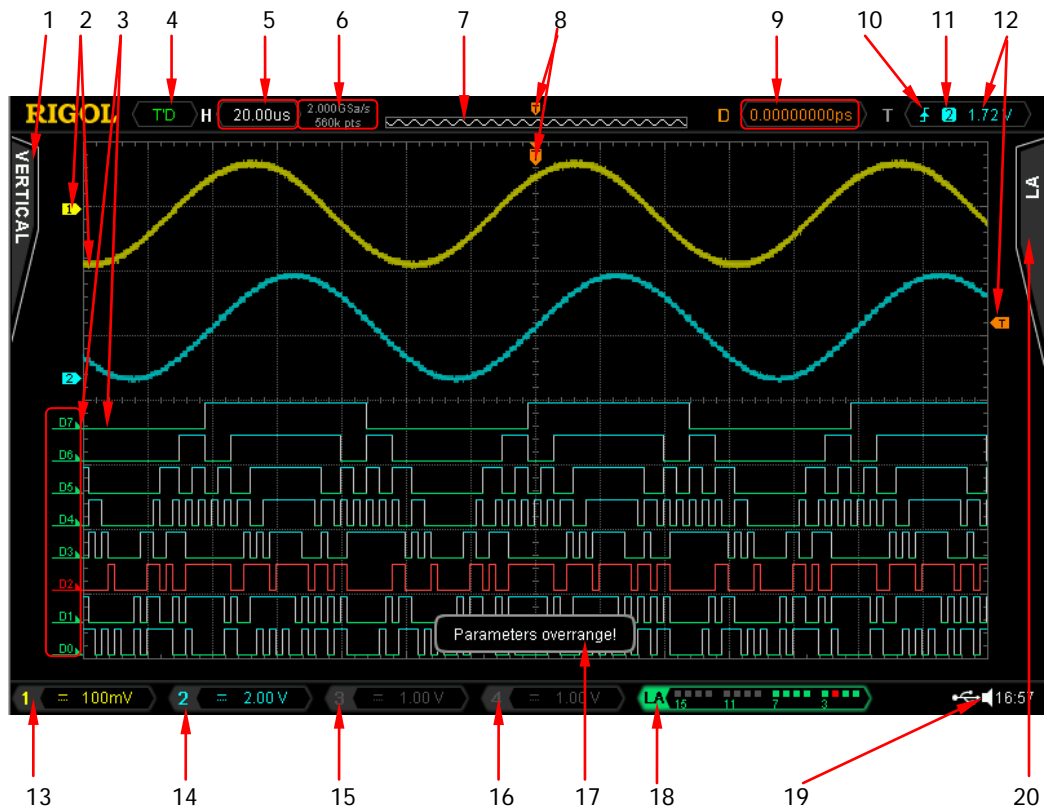 1 2 3 4 5 6 7 8 9 10 11 12
RIGOL T'D H 20.00us 2.000GSa/s D 0.00000000ps T 2 1.72 V
560k pts
T
T
VERTICAL
LA
1
T
2
D7
D6
D5
D4
D3
D2
D1
D0
Parameters overrange!
1 = 100mV 2 = 2.00 V 3 = 1.00 V 4 = 1.00 V LA 15 11 7 3 16:57
13 14 15 16 17 18 19 20